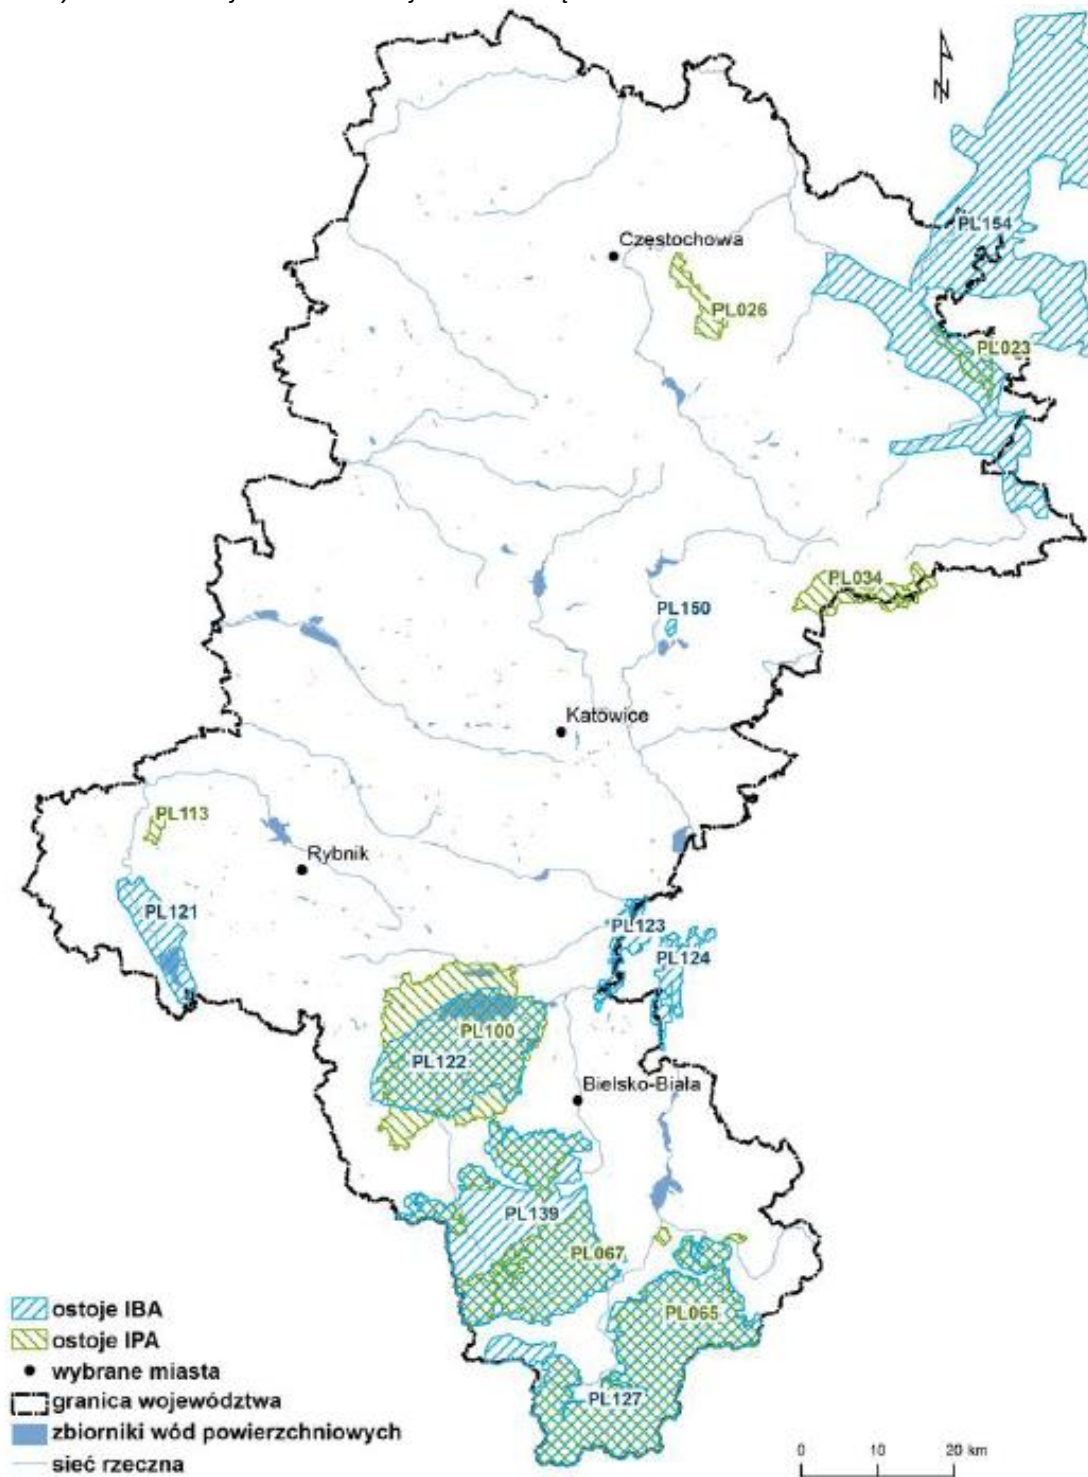 N
PL154
Częstochowa
PL026
PL023
PL034
PL150
Katowice
PL113
Rybnik
PL121
PL123
PL124
PL100
PL122
Bielsko-Biała
PL139
PL067
PL065
PL127
ostoje IBA
ostoje IPA
wybrane miasta
granica województwa
zbiorniki wód powierzchniowych
sieć rzeczna
0 10 20 km